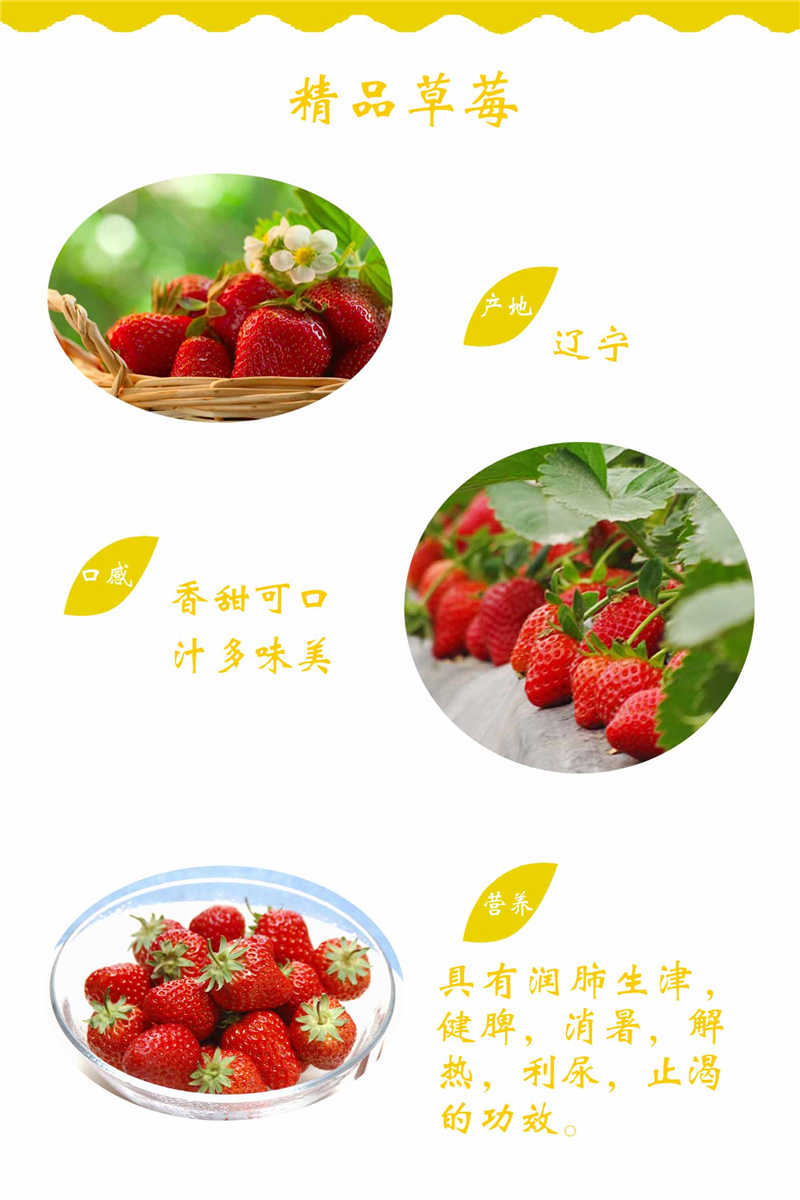 精品草莓
产地
辽宁
口感
香甜可口
汁多味美
营养
具有润肺生津，
健脾，消暑，解
热，利尿，止渴
的功效。